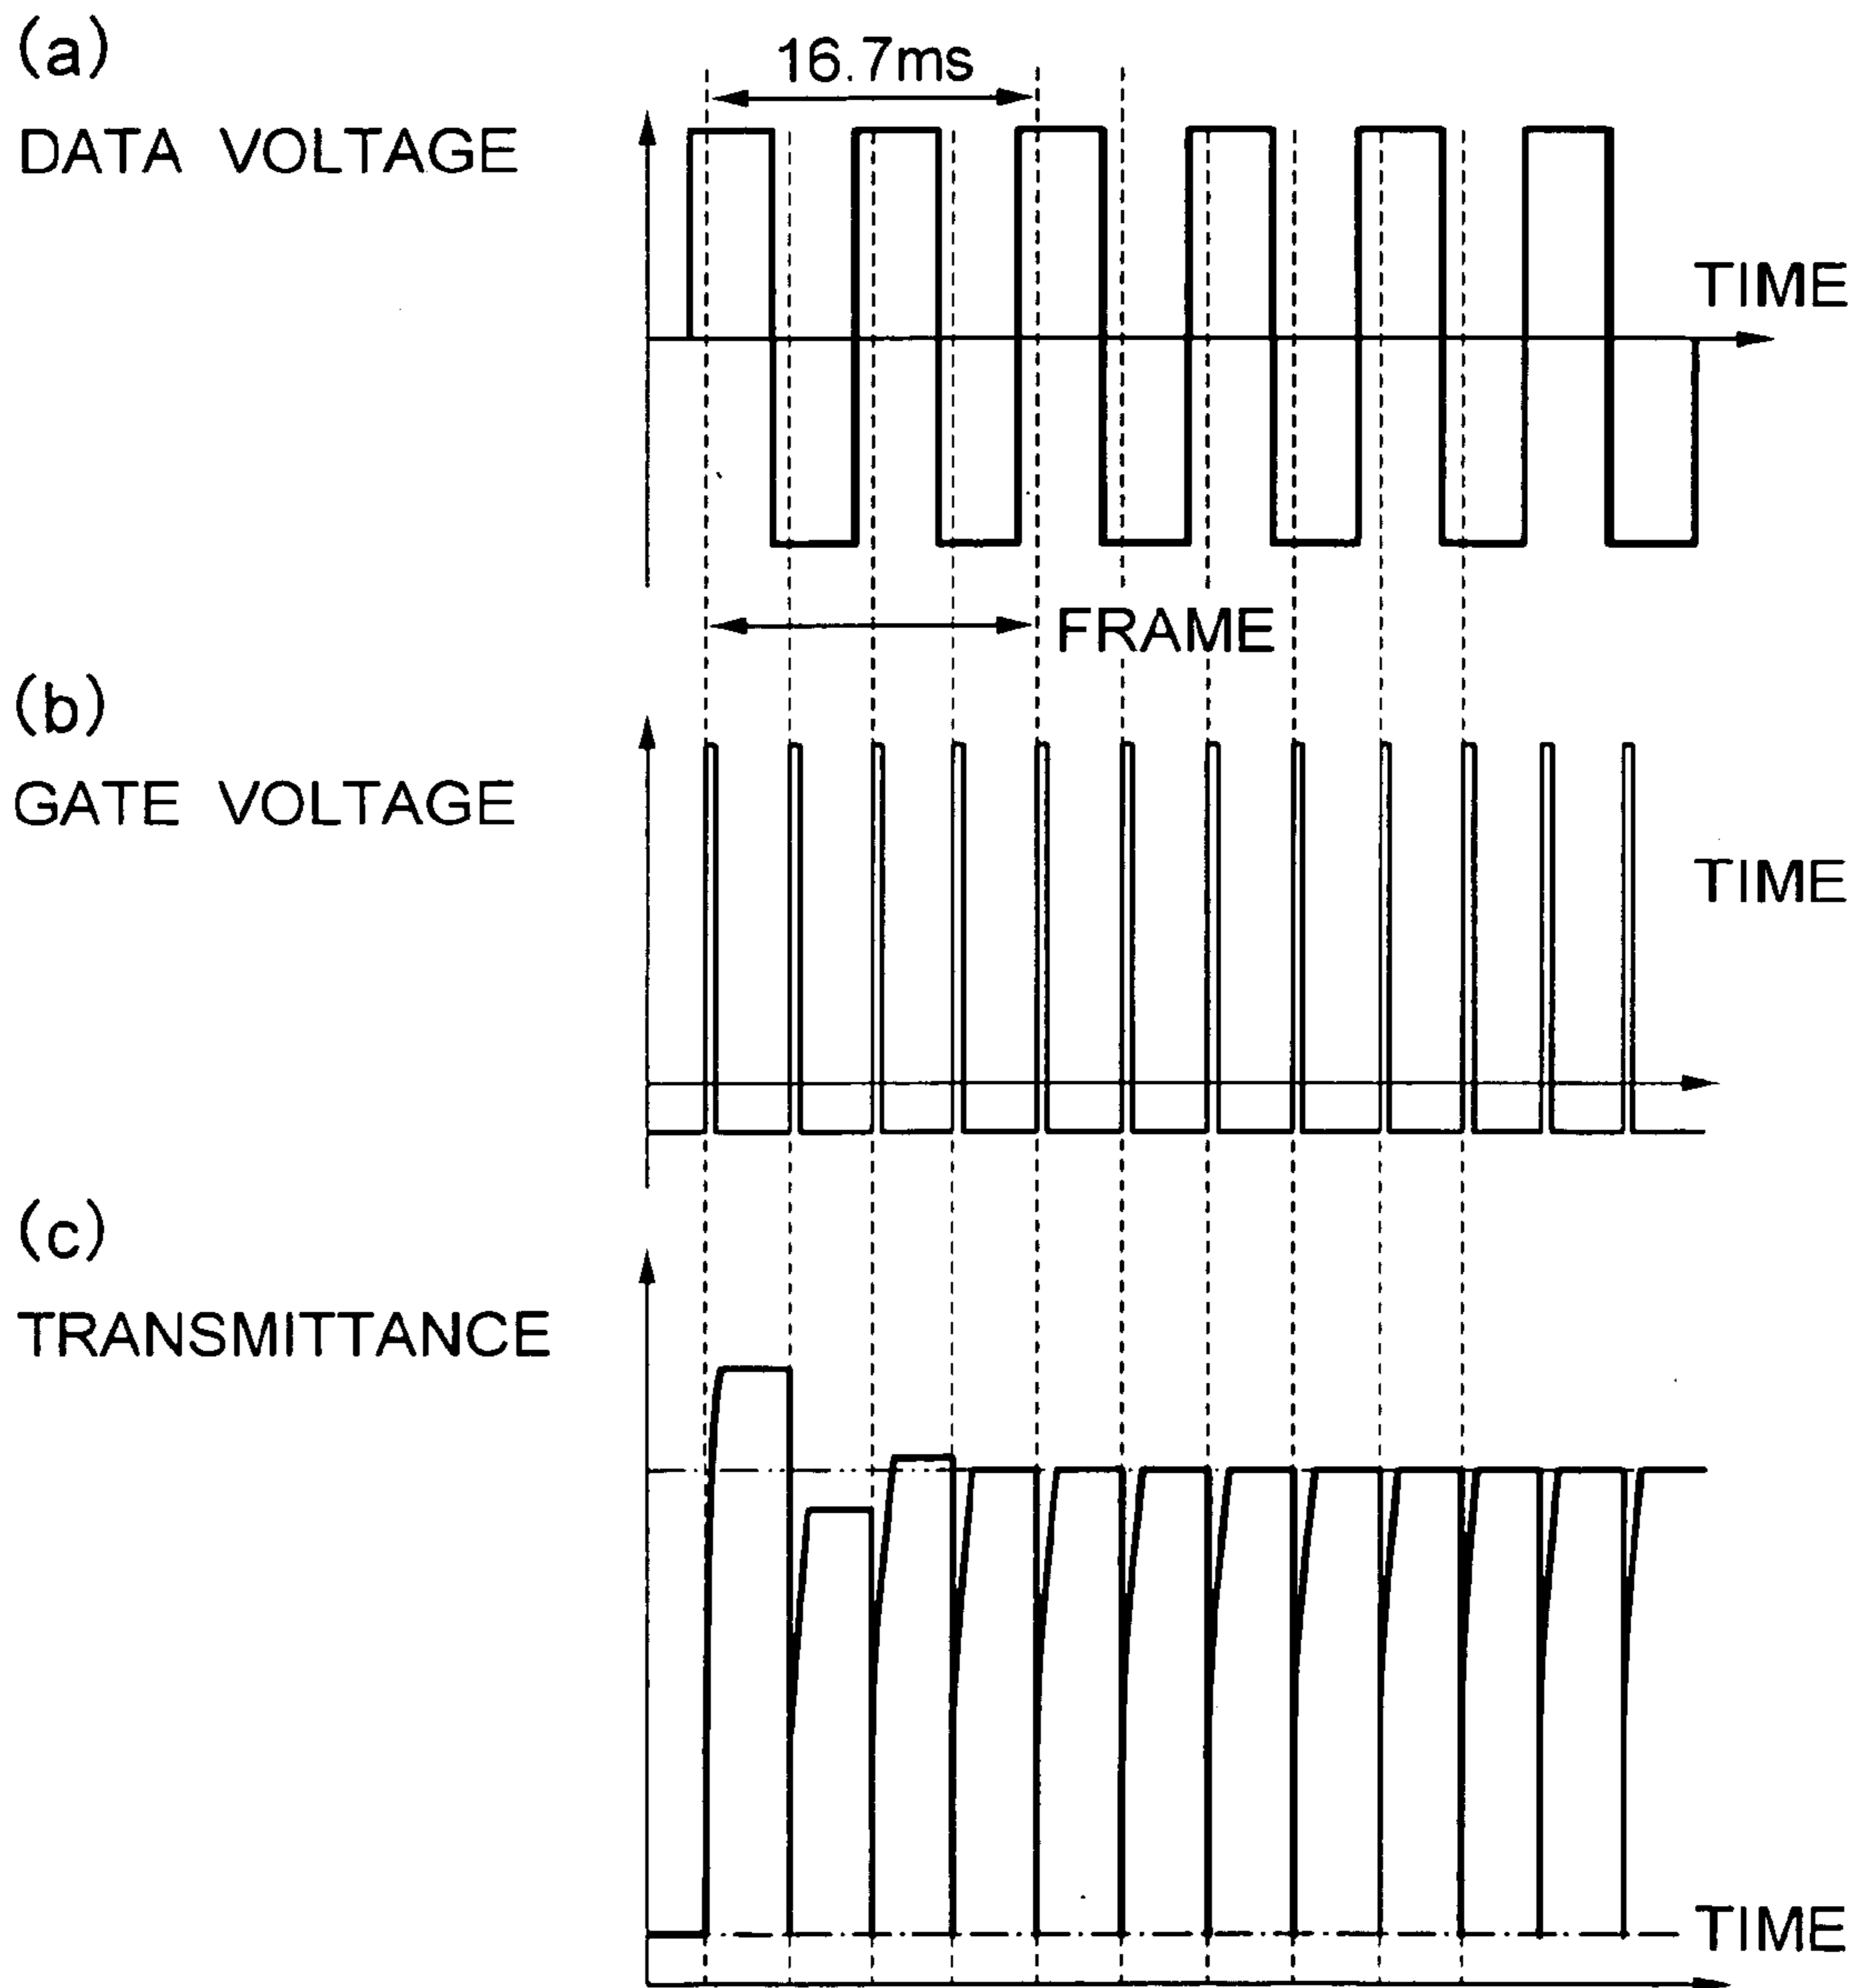 (a)
16.7ms
DATA VOLTAGE
TIME
FRAME
(b)
GATE VOLTAGE
TIME
(c)
TRANSMITTANCE
TIME